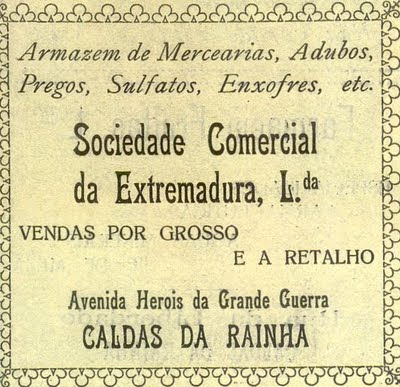 Armazem de Mercearias, Adubos,
Pregos, Sulfatos, Enxofres, etc.
Sociedade Comercial
da Extremadura, L.da
VENDAS POR GROSSO
E A RETALHO
Avenida Herois da Grande Guerra
CALDAS DA RAINHA